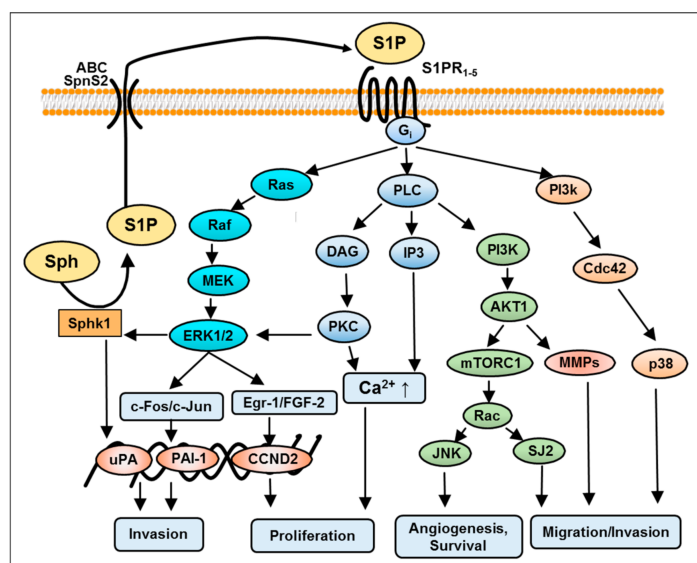 S1P
ABC
SpnS2
S1PR1-5
Gi
Ras
PLC
PI3k
S1P
Raf
Sph
DAG
IP3
PI3K
Cdc42
MEK
AKT1
Sphk1
ERK1/2
PKC
mTORC1
MMPs
p38
Ca2+ ↑
c-Fos/c-Jun
Egr-1/FGF-2
Rac
uPA
PAI-1
CCND2
JNK
SJ2
Invasion
Proliferation
Angiogenesis,
Survival
Migration/Invasion